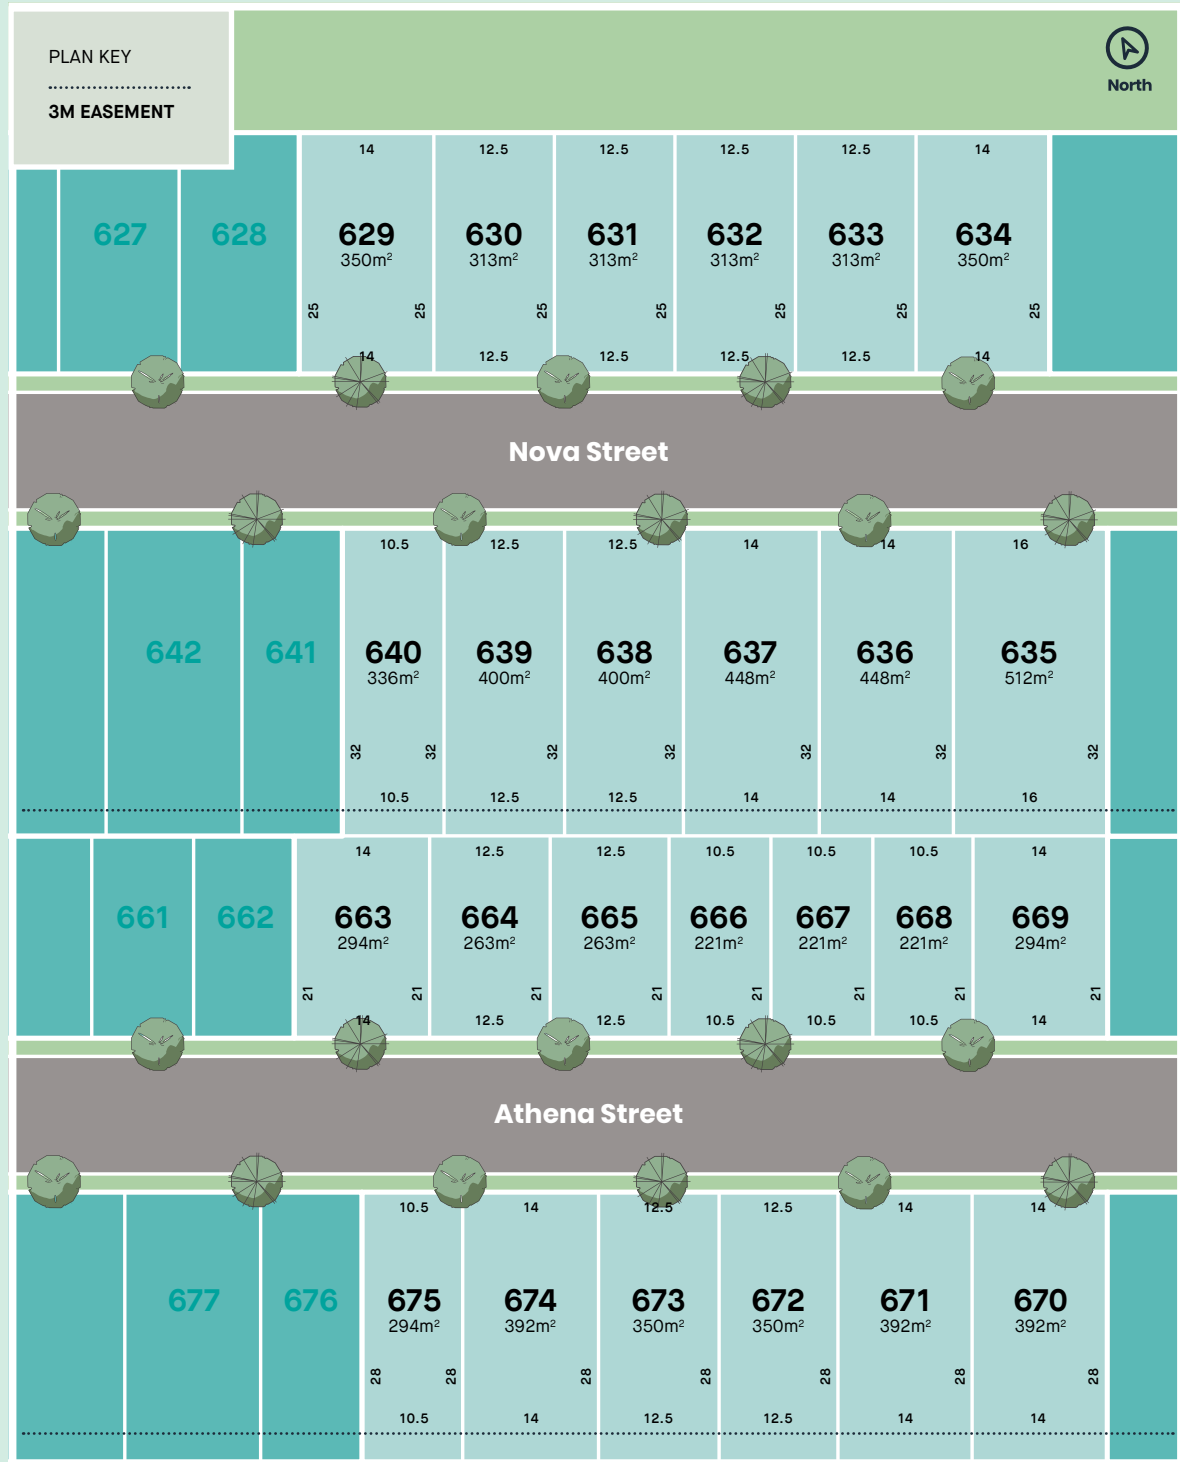 PLAN KEY
3M EASEMENT
North
14 12.5 12.5 12.5 12.5 14
627 628 629 630 631 632 633 634
350m² 313m² 313m² 313m² 313m² 350m²
25 25 25 25 25 25 25
14 12.5 12.5 12.5 12.5 14
Nova Street
10.5 12.5 12.5 14 14 16
642 641 640 639 638 637 636 635
336m² 400m² 400m² 448m² 448m² 512m²
32 32 32 32 32 32 32
10.5 12.5 12.5 14 14 16
14 12.5 12.5 10.5 10.5 10.5 14
661 662 663 664 665 666 667 668 669
294m² 263m² 263m² 221m² 221m² 221m² 294m²
21 21 21 21 21 21 21 21
14 12.5 12.5 10.5 10.5 10.5 14
Athena Street
10.5 14 12.5 12.5 14 14
677 676 675 674 673 672 671 670
294m² 392m² 350m² 350m² 392m² 392m²
28 28 28 28 28 28 28
10.5 14 12.5 12.5 14 14